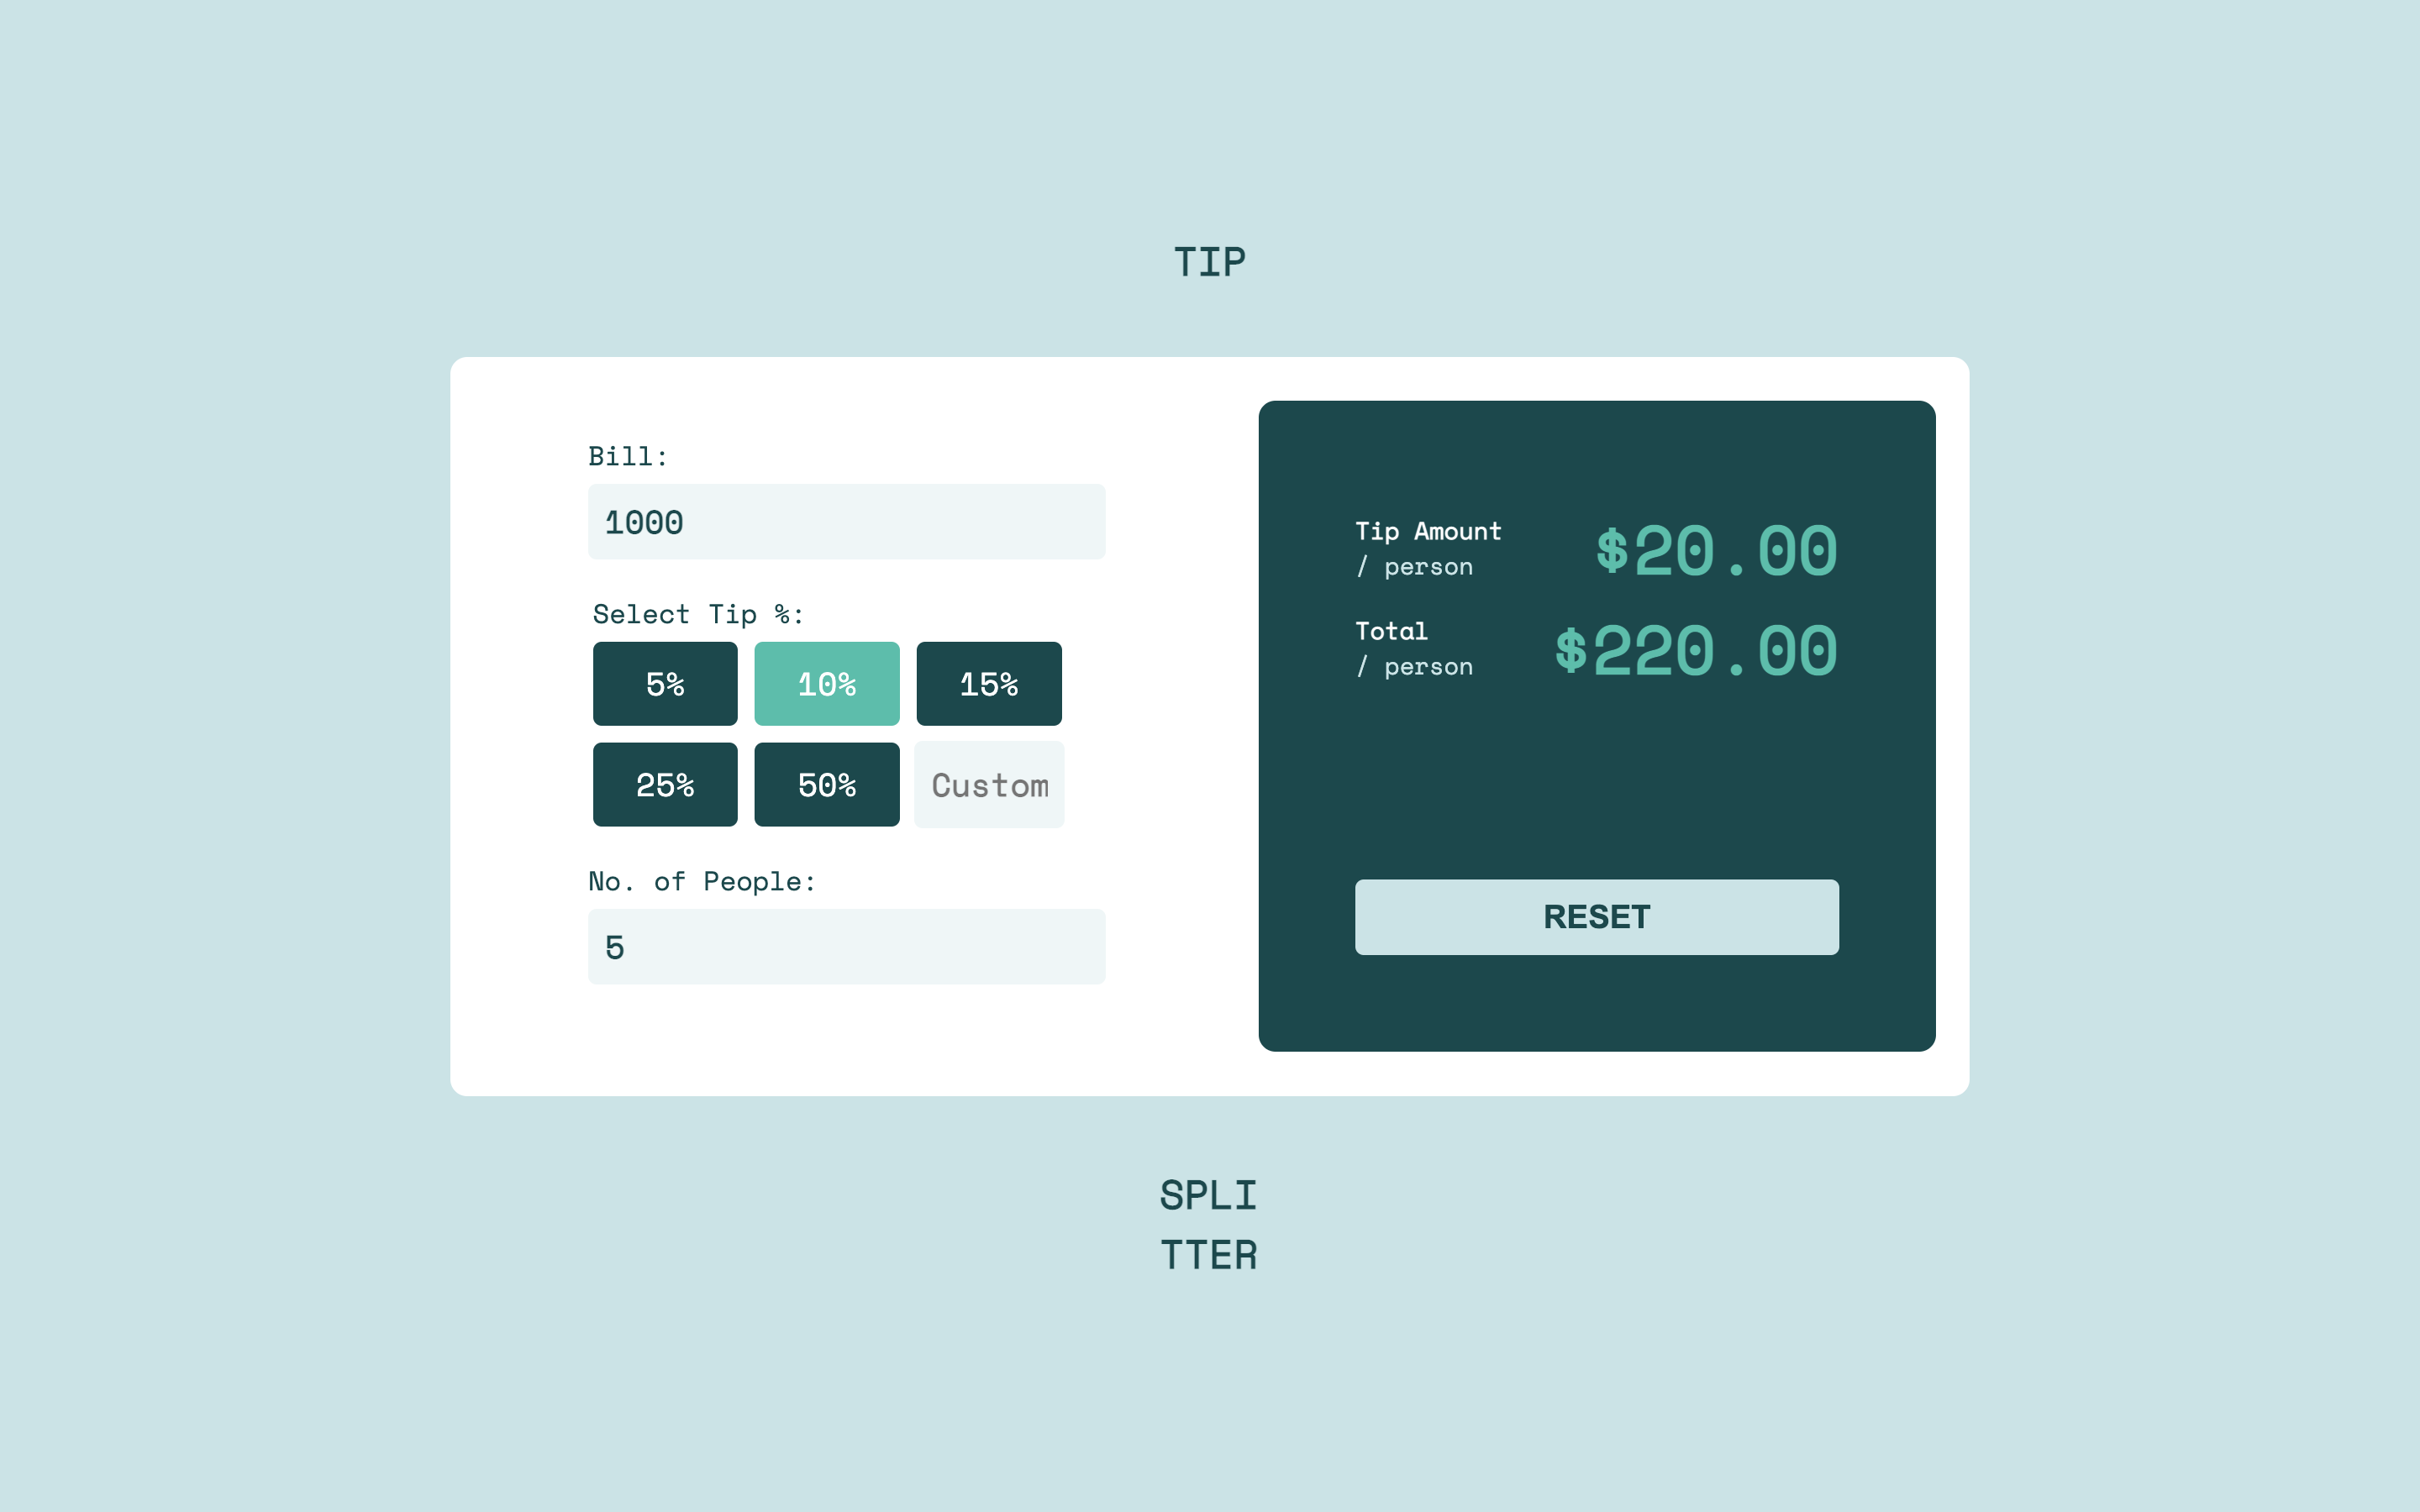 TIP
Bill:
1000
Select Tip %:
5% 10% 15%
25% 50% Custom
No. of People:
5
Tip Amount
/ person
$20.00
Total
/ person
$220.00
RESET
SPLI
TTER